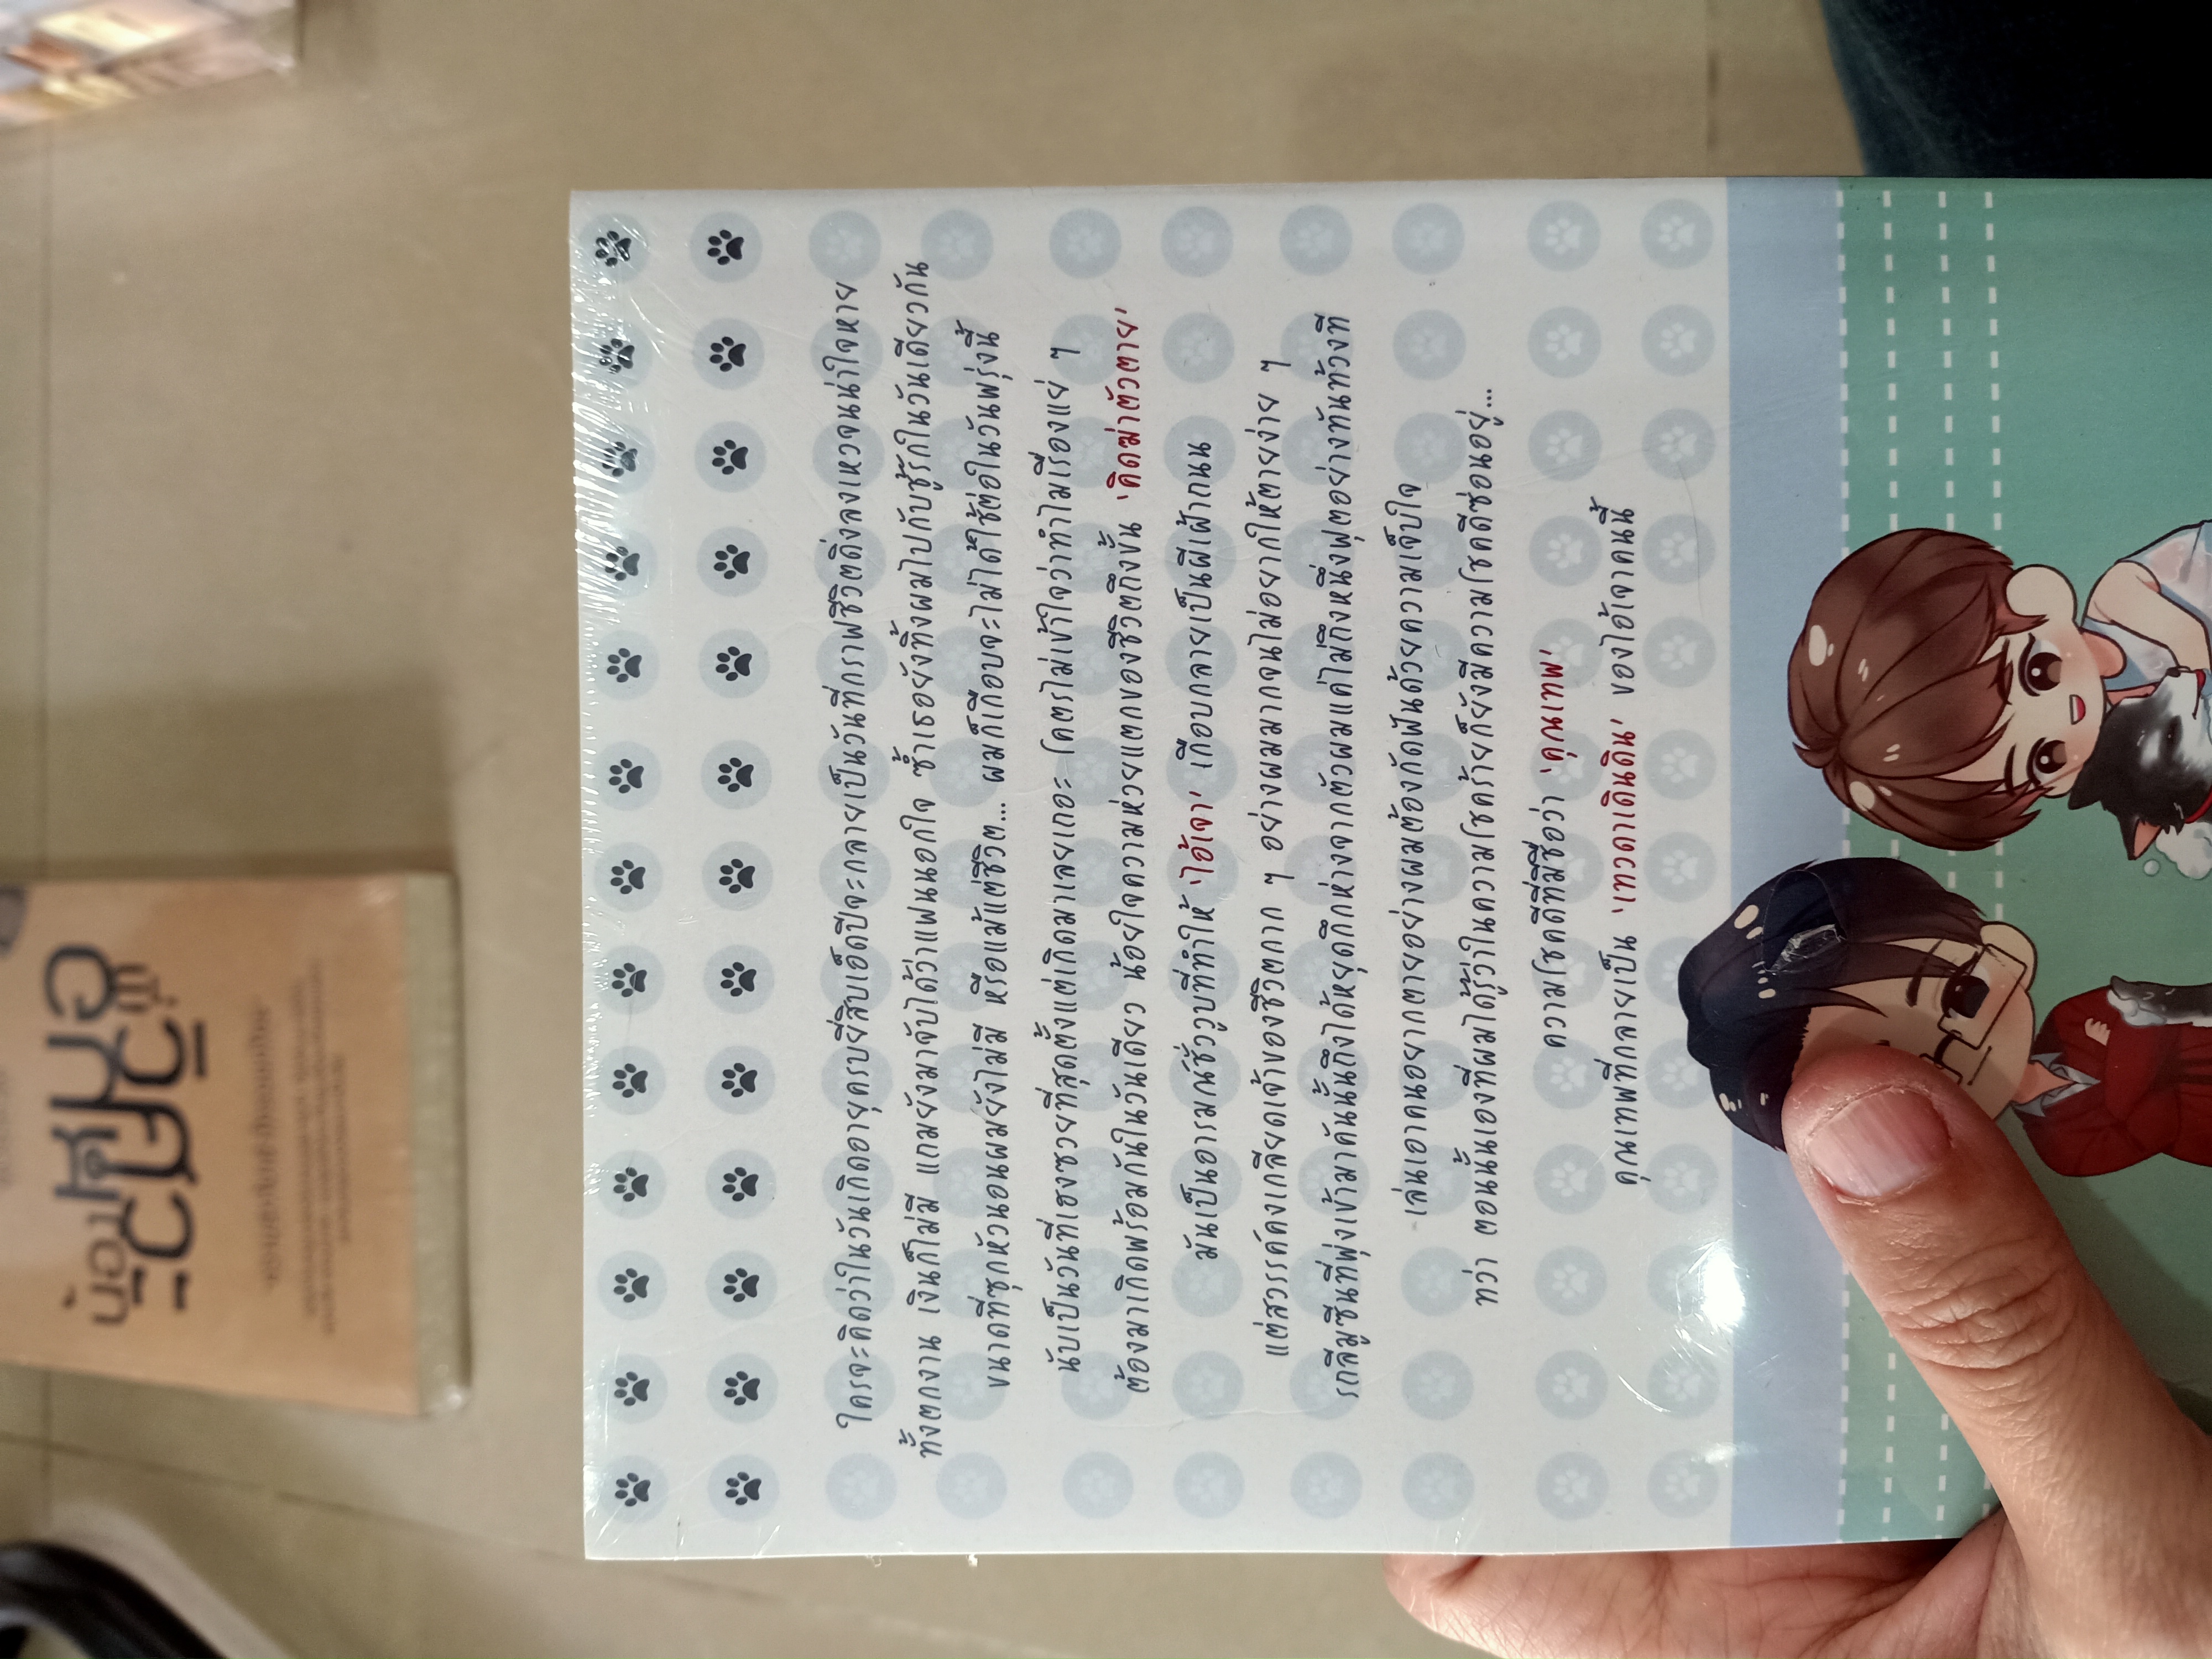 ใครจะคิดว่าในวันเกิดอายุครบยี่สิบเอ็ดปีจะกลายเป็นวันที่กราฟชีวิตดิ่งลงเหวจนน่าใจหาย
ทั้งตกงาน เงินก็ไม่มี แถมยังมาจับได้ว่าแฟนนอกใจ ซ้ำเธอยังทิ้งผมไปกับชู้รักในวันเดียวกัน
ขนาดที่ซุกหัวนอนผมยังไม่มี หรือแม้แต่ชีวิต... ผมก็เกือบจะไม่ได้ใช้ต่อในวันพรุ่งนี้
นับเป็นวันที่เฮงซวยที่สุดตั้งแต่เกิดมาเลยเถอะ โคตรไม่เข้าใจว่าทำไมเรื่องแย่ ๆ
ต้องมาเกิดพร้อมกันในวันเดียว น้อยใจความห่วยแตกของชีวิตถึงขั้น 'คิดฆ่าตัวตาย'
มันเป็นอารมณ์ชั่ววูบที่ทำให้ 'ไอ้เจา' เกือบกลายเป็นผีเฝ้าถนน
แต่สวรรค์คงเกลียดเจ้าของชีวิตกาก ๆ อย่างผมมากจนไม่อยากให้ตายง่าย ๆ
รถลีมูซีนที่พุ่งเข้ามาคันนั้นถึงได้หยุดกึกห่างจากตัวผมแค่ไม่ถึงหนึ่งฟุตอย่างทันท้วงที
เล่นเอาคนอยากตายอย่างผมต้องกัดฟันด้วยความเจ็บใจ
ทว่า ตอนนั้นเองที่ผมได้รู้ว่าในความโชคร้ายก็ยังมีความโชคดีซ่อนอยู่...
ความโชคดีที่มีชื่อว่า 'คุณเทพ'
คุณเทพที่กลายเป็น 'เทวดาเดินดิน' ของไอ้เจาคนนี้